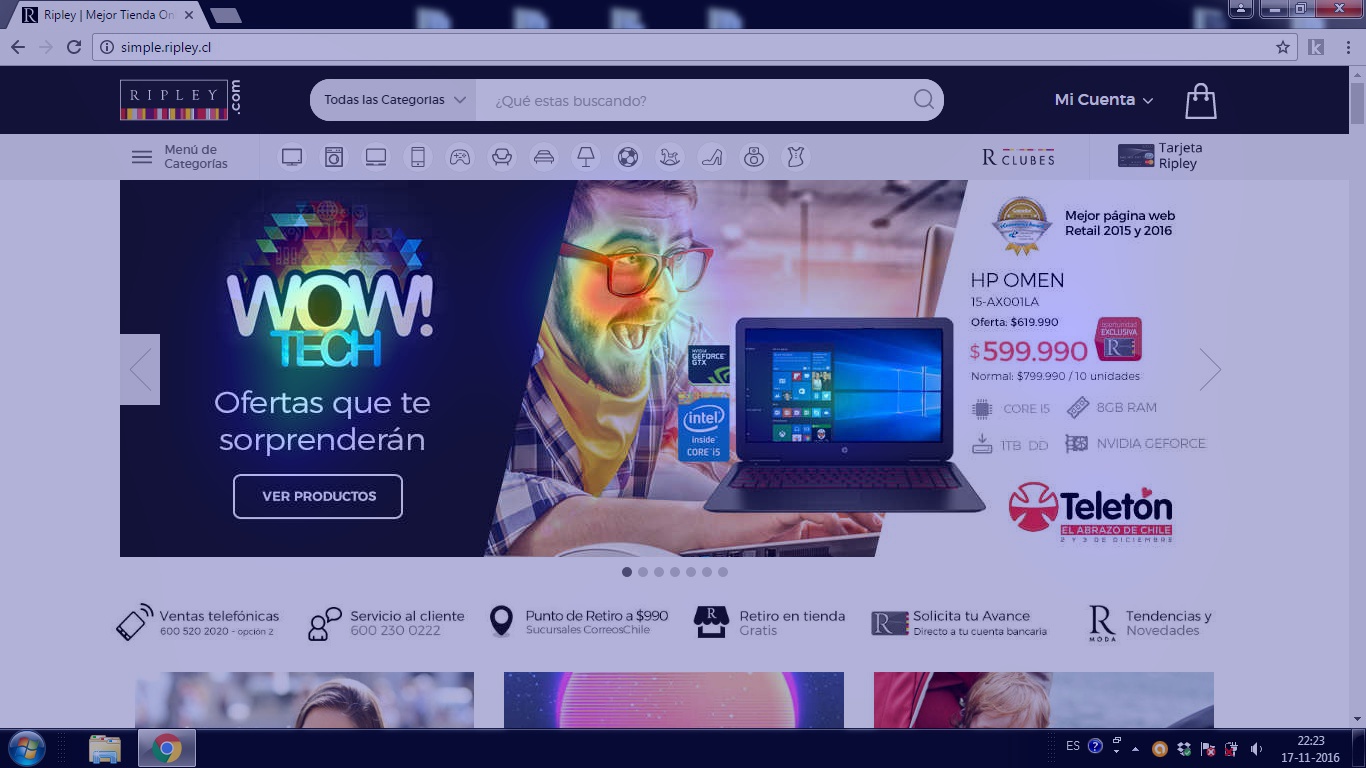 Ripley | Mejor Tienda On
simple.ripley.cl
RIPLEY
.com
Todas las Categorías
¿Qué estas buscando?
Mi Cuenta
Menú de
Categorías
R CLUBES
Tarjeta
Ripley
WOW!
TECH
Ofertas que te
sorprenderán
VER PRODUCTOS
NVIDIA
GEFORCE
GTX
intel
inside
CORE i5
Mejor página web
Retail 2015 y 2016
HP OMEN
15-AX001LA
Oferta: $619.990
$599.990
oportunidad
EXCLUSIVA
R
Normal: $799.990 / 10 unidades
CORE I5
8GB RAM
1TB DD
NVIDIA GEFORCE
Teletón
EL ABRAZO DE CHILE
2 Y 3 DE DICIEMBRE
Ventas telefónicas
600 520 2020 - opción 2
Servicio al cliente
600 230 0222
Punto de Retiro a $990
Sucursales CorreosChile
R
Retiro en tienda
Gratis
R
Solicita tu Avance
Directo a tu cuenta bancaria
R
MODA
Tendencias y
Novedades
ES
22:23
17-11-2016